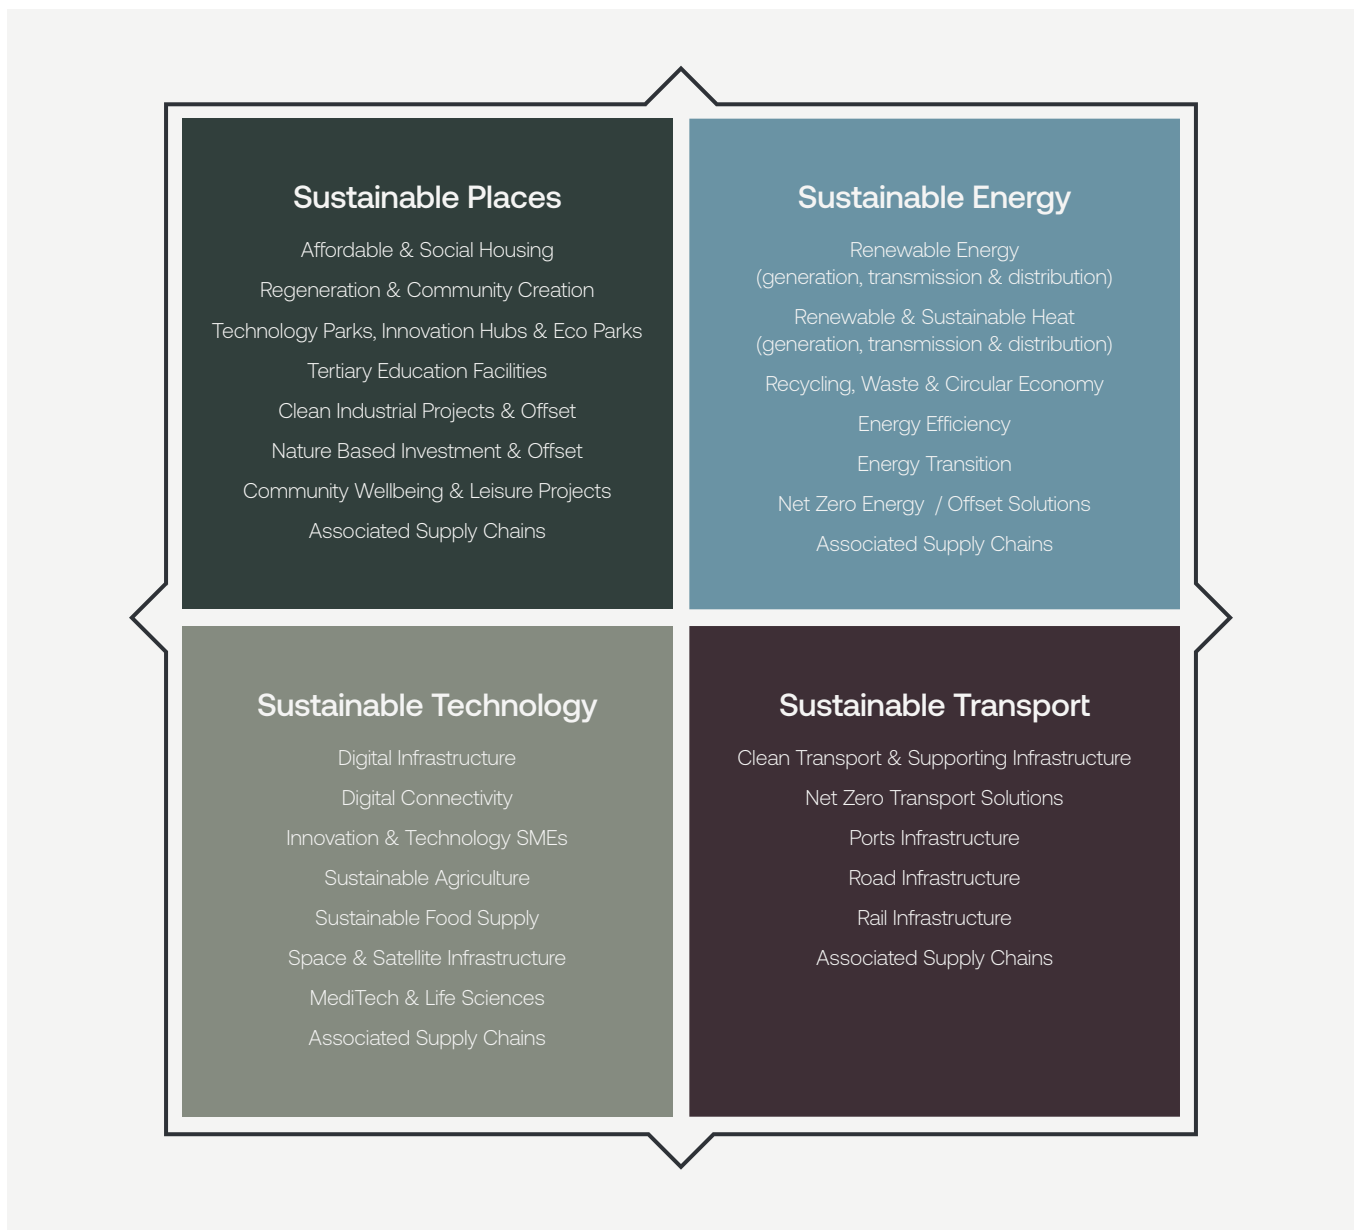 Sustainable Places
Affordable & Social Housing
Regeneration & Community Creation
Technology Parks, Innovation Hubs & Eco Parks
Tertiary Education Facilities
Clean Industrial Projects & Offset
Nature Based Investment & Offset
Community Wellbeing & Leisure Projects
Associated Supply Chains
Sustainable Energy
Renewable Energy
(generation, transmission & distribution)
Renewable & Sustainable Heat
(generation, transmission & distribution)
Recycling, Waste & Circular Economy
Energy Efficiency
Energy Transition
Net Zero Energy / Offset Solutions
Associated Supply Chains
Sustainable Technology
Digital Infrastructure
Digital Connectivity
Innovation & Technology SMEs
Sustainable Agriculture
Sustainable Food Supply
Space & Satellite Infrastructure
MediTech & Life Sciences
Associated Supply Chains
Sustainable Transport
Clean Transport & Supporting Infrastructure
Net Zero Transport Solutions
Ports Infrastructure
Road Infrastructure
Rail Infrastructure
Associated Supply Chains